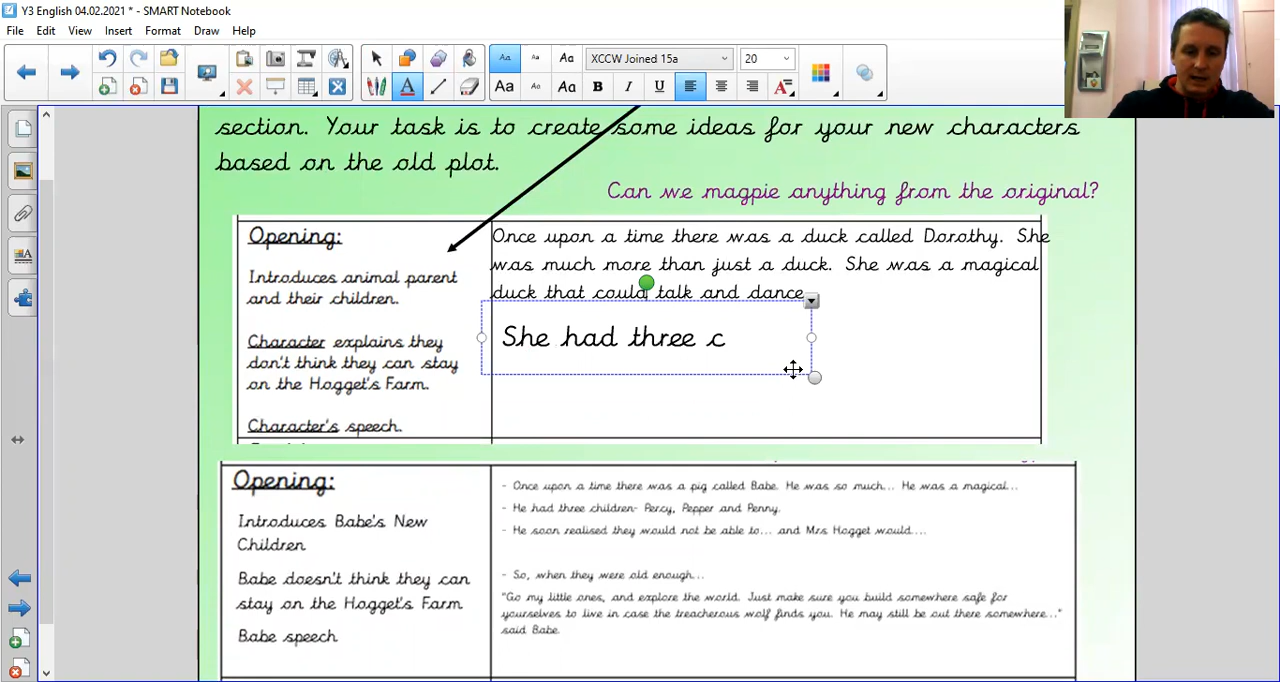 Y3 English 04.02.2021 * - SMART Notebook
File Edit View Insert Format Draw Help
XCCW Joined 15a
20
section. Your task is to create some ideas for your new characters
based on the old plot.
Can we magpie anything from the original?
Opening:
Introduces animal parent
and their children.
Character explains they
don't think they can stay
on the Hogget's Farm.
Character's speech.
Once upon a time there was a duck called Dorothy. She
was much more than just a duck. She was a magical
duck that could talk and dance
She had three c
Opening:
Introduces Babe's New
Children
Babe doesn't think they can
stay on the Hogget's Farm
Babe speech
- Once upon a time there was a pig called Babe. He was so much... He was a magical...
- He had three children- Percy, Pepper and Penny.
- He soon realised they would not be able to... and Mrs Hogget would....
- So, when they were old enough...
"Go my little ones, and explore the world. Just make sure you build somewhere safe for
yourselves to live in case the treacherous wolf finds you. He may still be out there somewhere..."
said Babe.